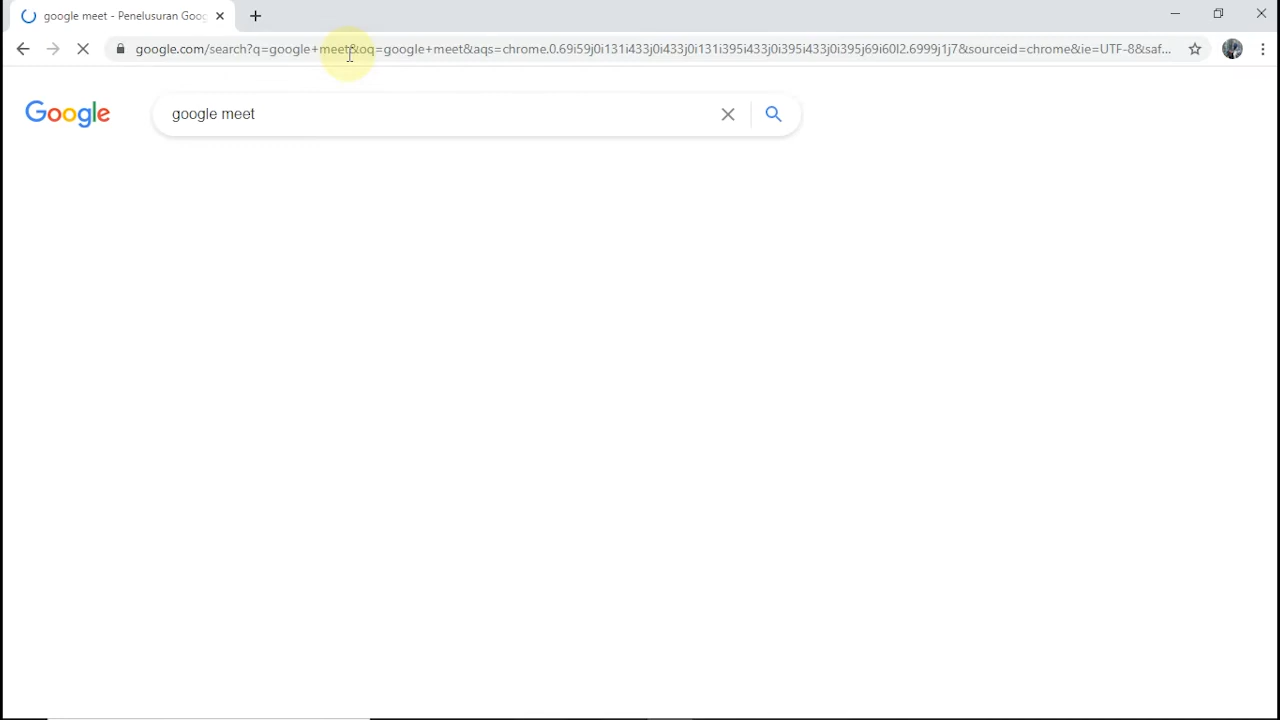 google meet - Penelusuran Goog
google.com/search?q=google+meet&oq=google+meet&aqs=chrome.0.69i59j0i131i433j0i433j0i131i395i433j0i395i433j0i395j69i60l2.6999j1j7&sourceid=chrome&ie=UTF-8&saf...
Google
google meet